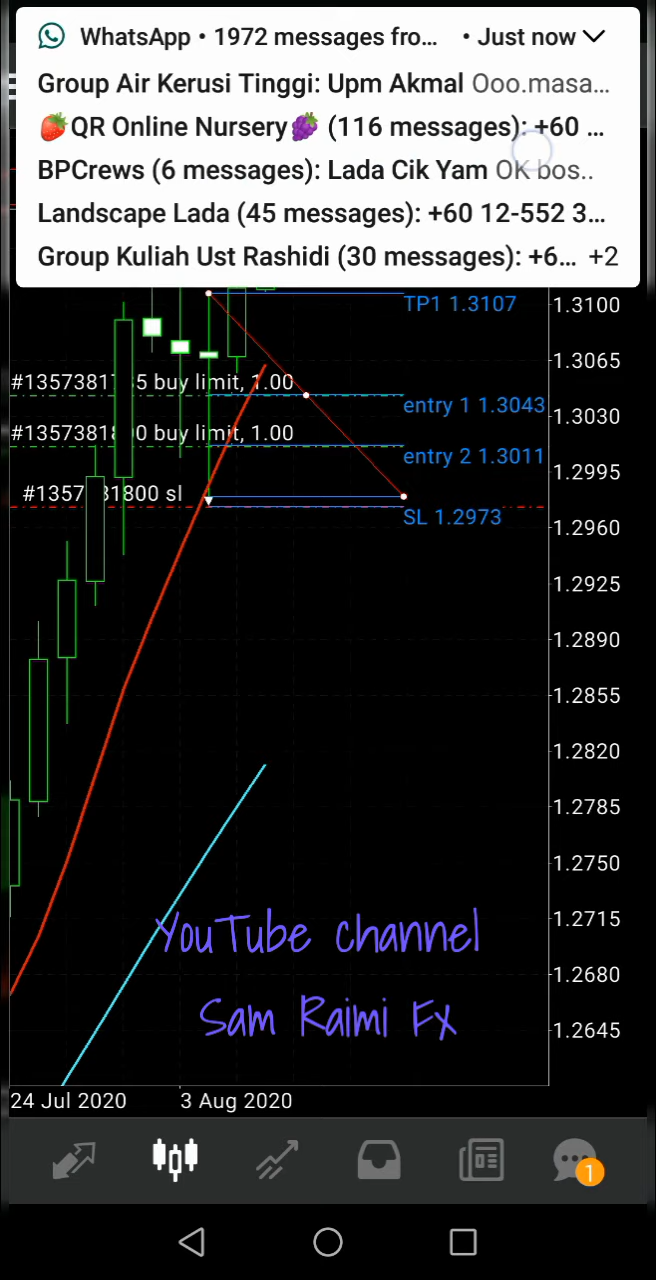 WhatsApp • 1972 messages fro... • Just now
Group Air Kerusi Tinggi: Upm Akmal Ooo.masa...
🍓QR Online Nursery🍇 (116 messages): +60 ...
BPCrews (6 messages): Lada Cik Yam OK bos..
Landscape Lada (45 messages): +60 12-552 3...
Group Kuliah Ust Rashidi (30 messages): +6... +2
TP1 1.3107
1.3100
1.3065
buy limit, 1.00
entry 1 1.3043
1.3030
buy limit, 1.00
entry 2 1.3011
1.2995
sl
SL 1.2973
1.2960
1.2925
1.2890
1.2855
1.2820
1.2785
1.2750
1.2715
YouTube channel
1.2680
Sam Raimi Fx
1.2645
24 Jul 2020 3 Aug 2020
1